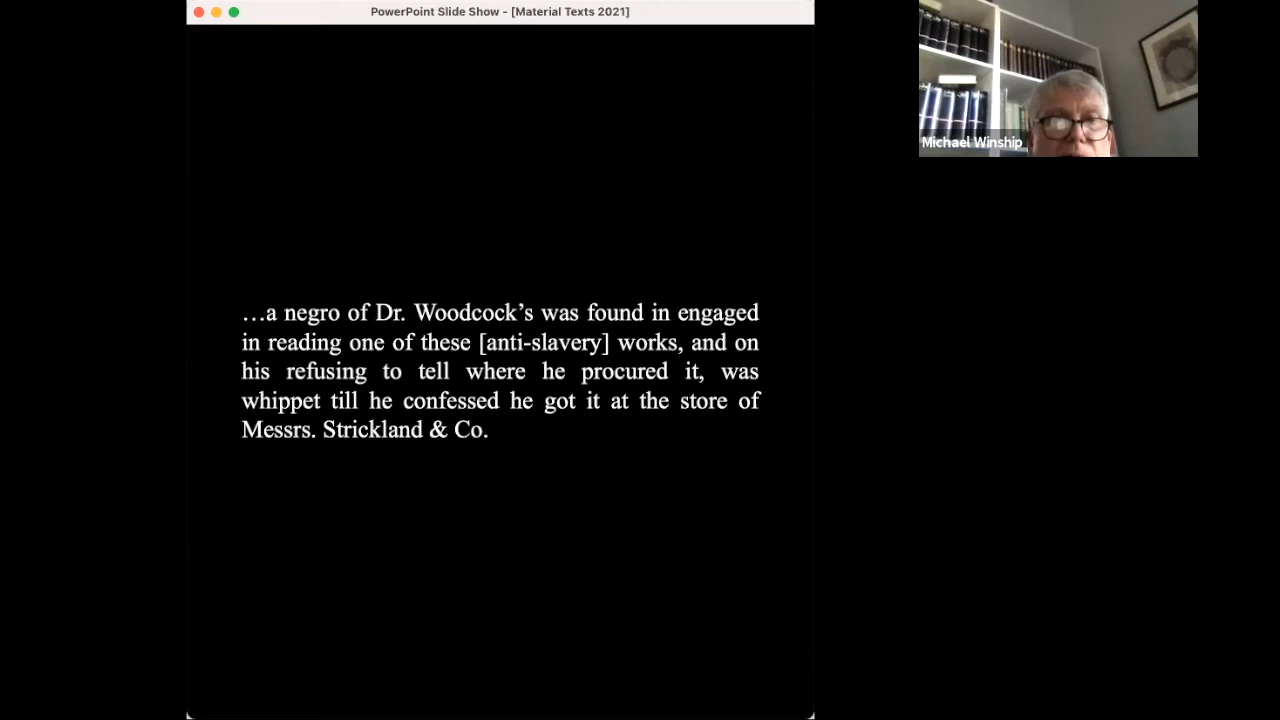 PowerPoint Slide Show - [Material Texts 2021]
Michael Winship
…a negro of Dr. Woodcock’s was found in engaged
in reading one of these [anti-slavery] works, and on
his refusing to tell where he procured it, was
whippet till he confessed he got it at the store of
Messrs. Strickland & Co.